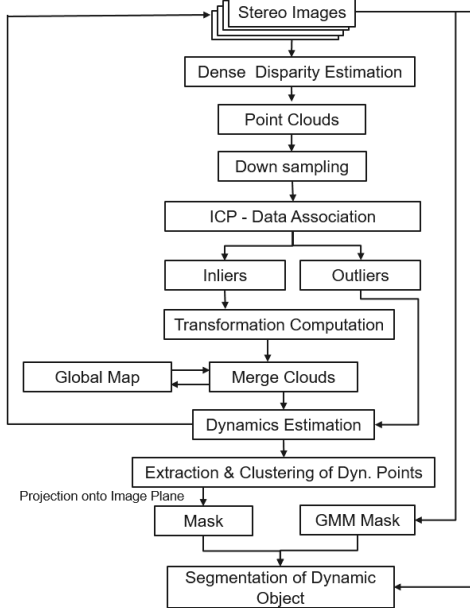 Stereo Images
Dense Disparity Estimation
Point Clouds
Down sampling
ICP - Data Association
Inliers
Outliers
Transformation Computation
Global Map
Merge Clouds
Dynamics Estimation
Extraction & Clustering of Dyn. Points
Projection onto Image Plane
Mask
GMM Mask
Segmentation of Dynamic
Object